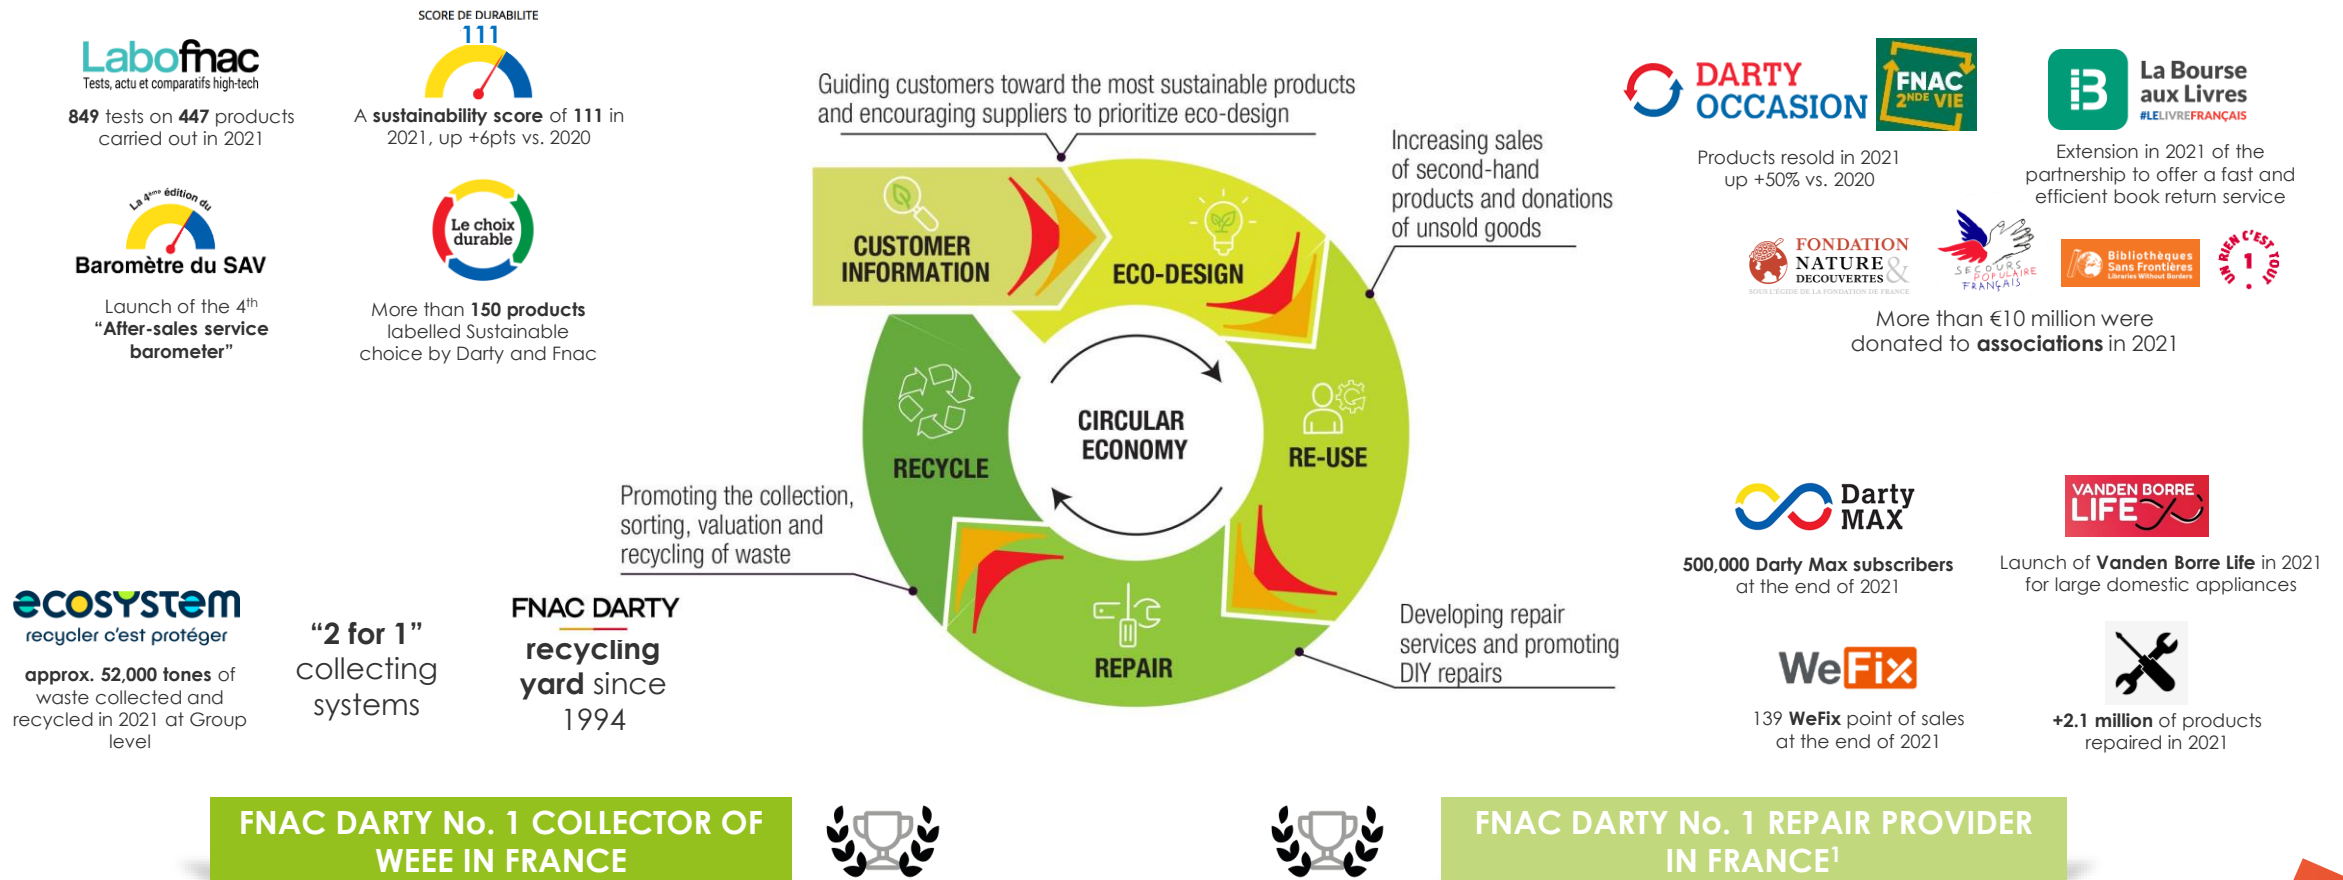 SCORE DE DURABILITE
111
Labofnac
Tests, actu et comparatifs high-tech
849 tests on 447 products
carried out in 2021
A sustainability score of 111 in
2021, up +6pts vs. 2020
La 4ème édition du
Baromètre du SAV
Launch of the 4th
“After-sales service
barometer”
Le choix
durable
More than 150 products
labelled Sustainable
choice by Darty and Fnac
Guiding customers toward the most sustainable products
and encouraging suppliers to prioritize eco-design
CUSTOMER
INFORMATION
ECO-DESIGN
Increasing sales
of second-hand
products and donations
of unsold goods
CIRCULAR
ECONOMY
RE-USE
RECYCLE
REPAIR
Promoting the collection,
sorting, valuation and
recycling of waste
Developing repair
services and promoting
DIY repairs
DARTY
OCCASION
FNAC
2NDE VIE
Products resold in 2021
up +50% vs. 2020
B
La Bourse
aux Livres
#LELIVREFRANÇAIS
Extension in 2021 of the
partnership to offer a fast and
efficient book return service
FONDATION
NATURE &
DECOUVERTES
SOUS L'ÉGIDE DE LA FONDATION DE FRANCE
SECOURS
POPULAIRE
FRANÇAIS
Bibliothèques
Sans Frontières
Libraries Without Borders
UN RIEN C'EST TOUT
1
More than €10 million were
donated to associations in 2021
Darty
MAX
500,000 Darty Max subscribers
at the end of 2021
VANDEN BORRE
LIFE
Launch of Vanden Borre Life in 2021
for large domestic appliances
WeFix
139 WeFix point of sales
at the end of 2021
+2.1 million of products
repaired in 2021
ecosystem
recycler c'est protéger
approx. 52,000 tones of
waste collected and
recycled in 2021 at Group
level
“2 for 1”
collecting
systems
FNAC DARTY
recycling
yard since
1994
FNAC DARTY No. 1 COLLECTOR OF
WEEE IN FRANCE
FNAC DARTY No. 1 REPAIR PROVIDER
IN FRANCE1